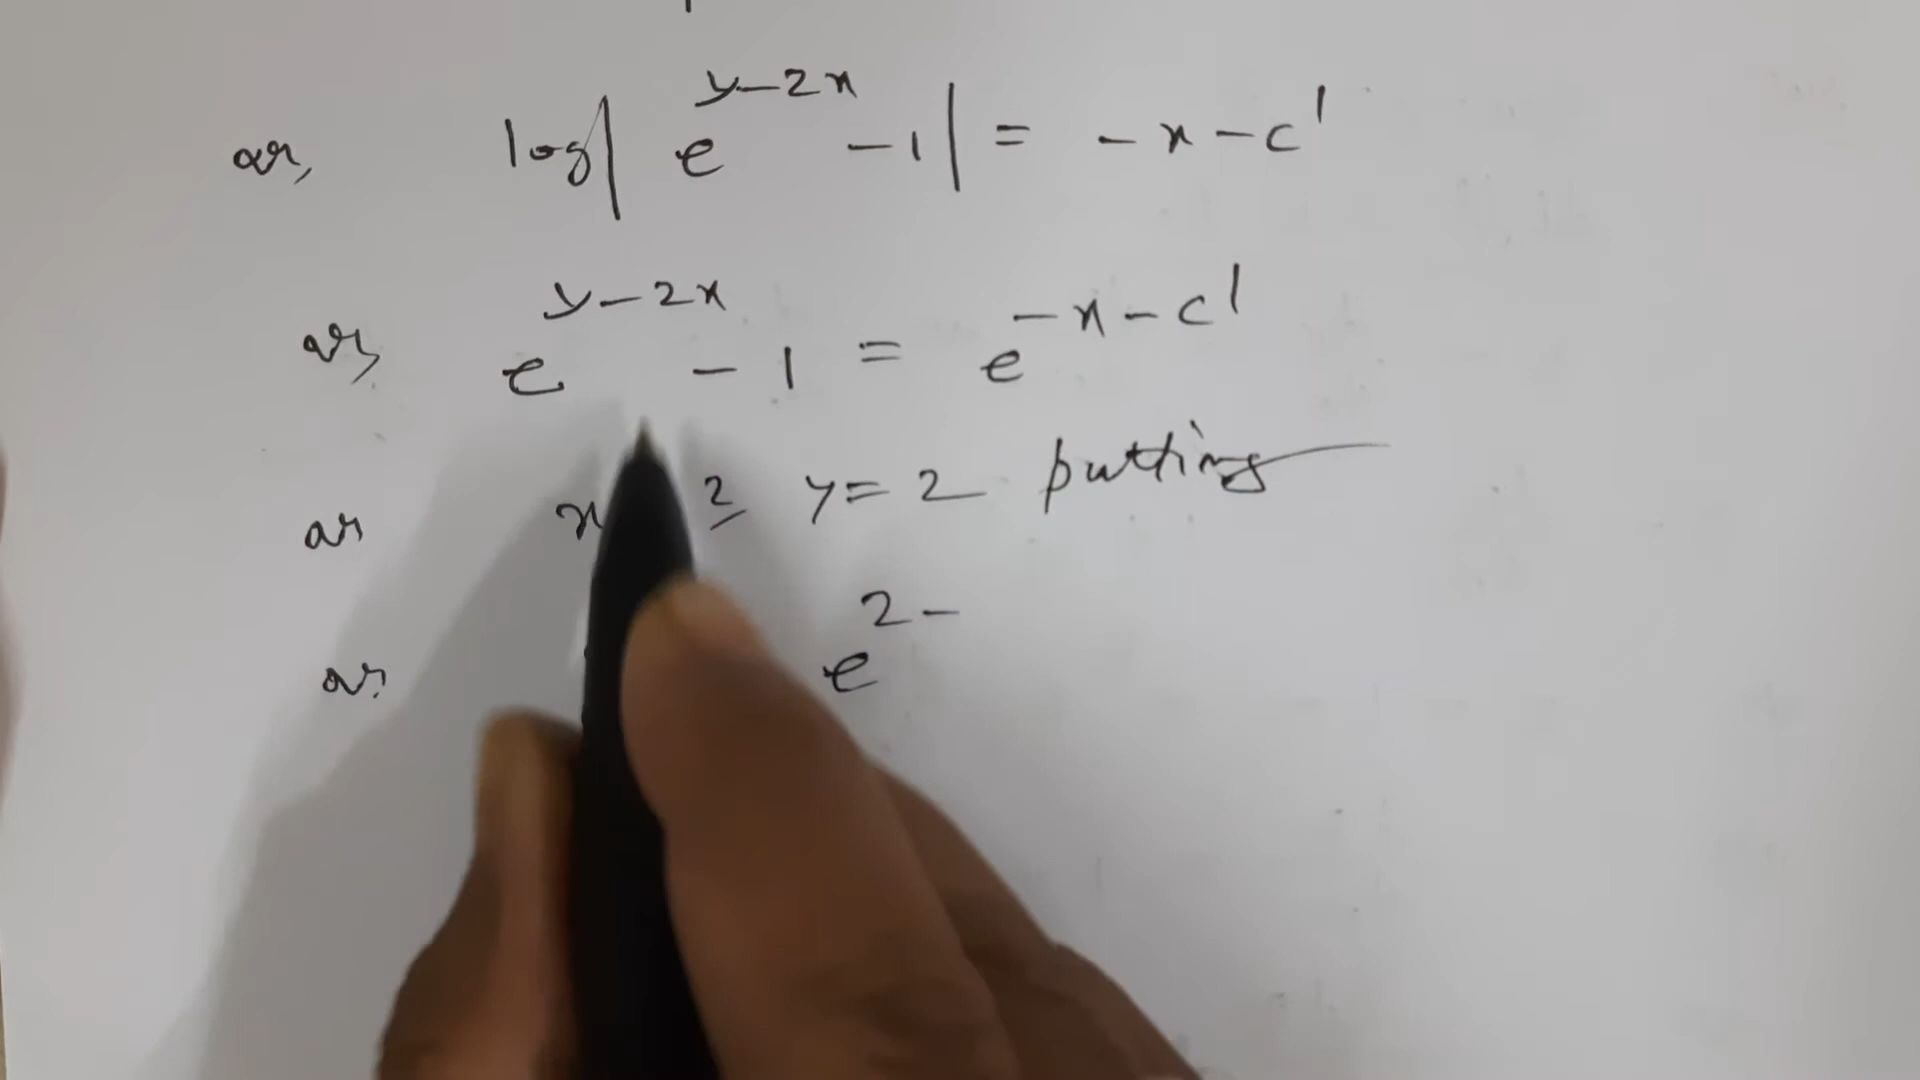 or, log| e^{y-2x} -1| = -x-c'
or, e^{y-2x} - 1 = e^{-x-c'}
or x 2 y=2 putting
or e^{2-}